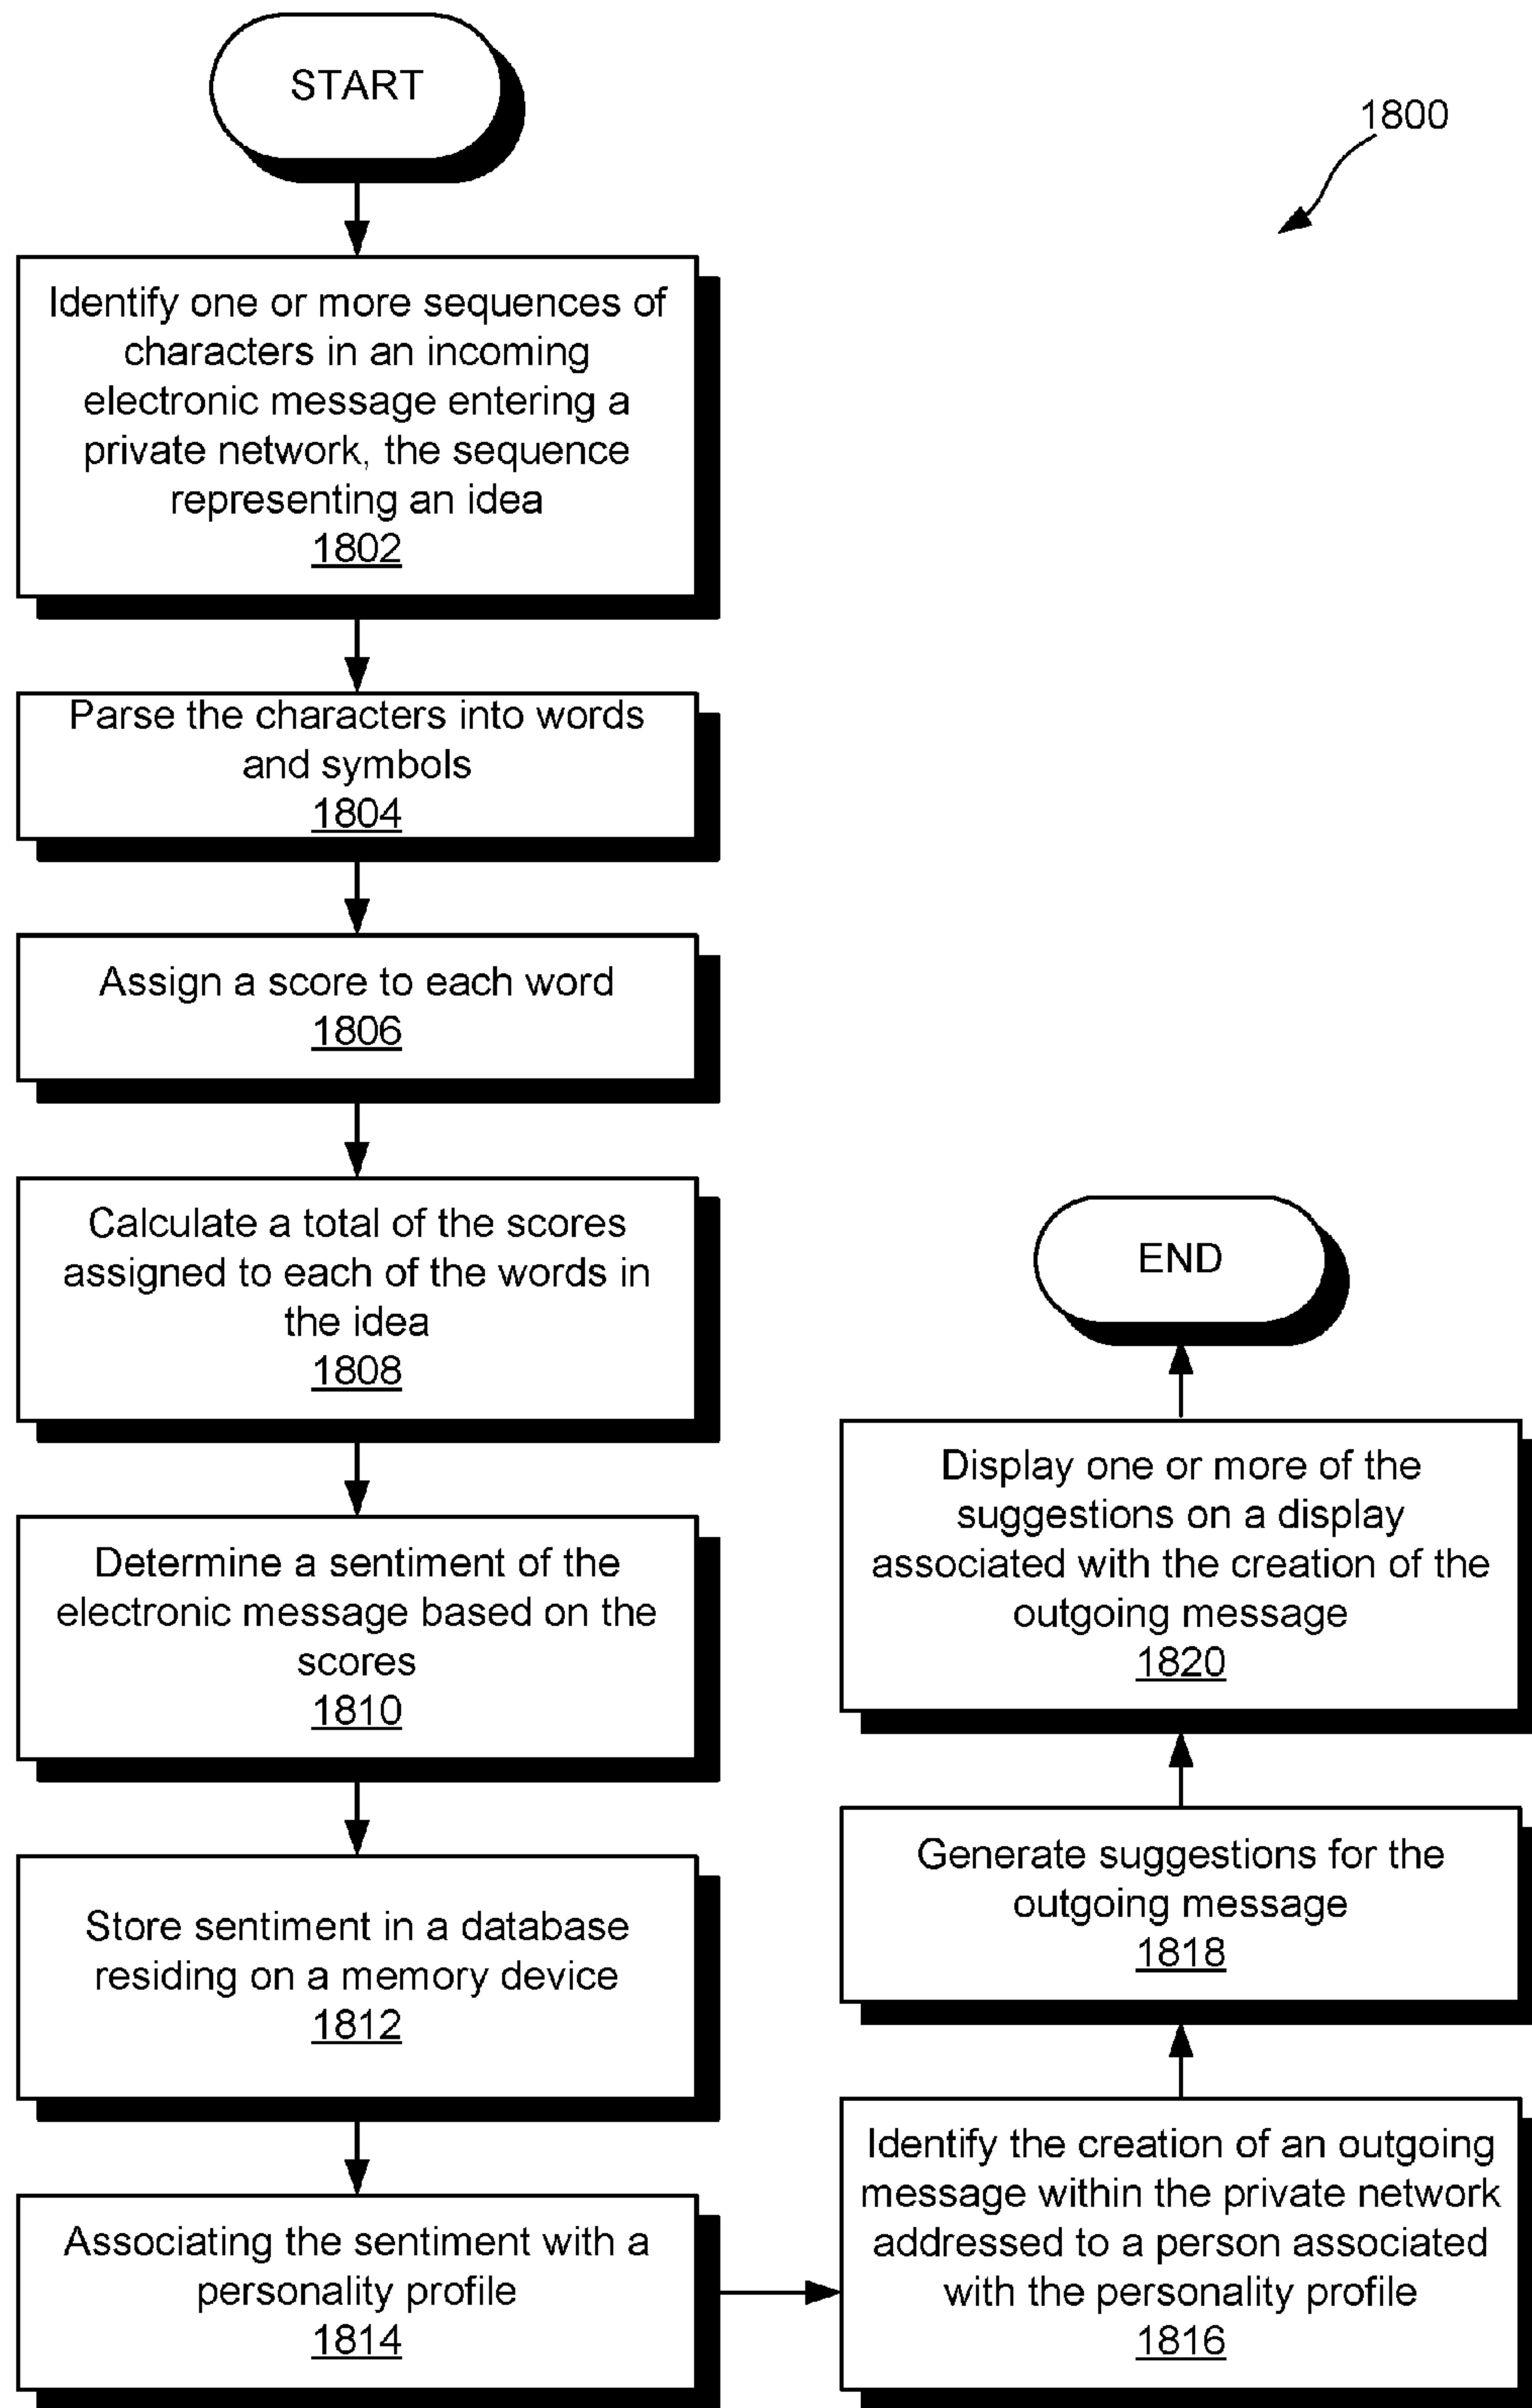 START
1800
Identify one or more sequences of
characters in an incoming
electronic message entering a
private network, the sequence
representing an idea
1802
Parse the characters into words
and symbols
1804
Assign a score to each word
1806
Calculate a total of the scores
assigned to each of the words in
the idea
1808
Determine a sentiment of the
electronic message based on the
scores
1810
Store sentiment in a database
residing on a memory device
1812
Associating the sentiment with a
personality profile
1814
Identify the creation of an outgoing
message within the private network
addressed to a person associated
with the personality profile
1816
Generate suggestions for the
outgoing message
1818
Display one or more of the
suggestions on a display
associated with the creation of the
outgoing message
1820
END